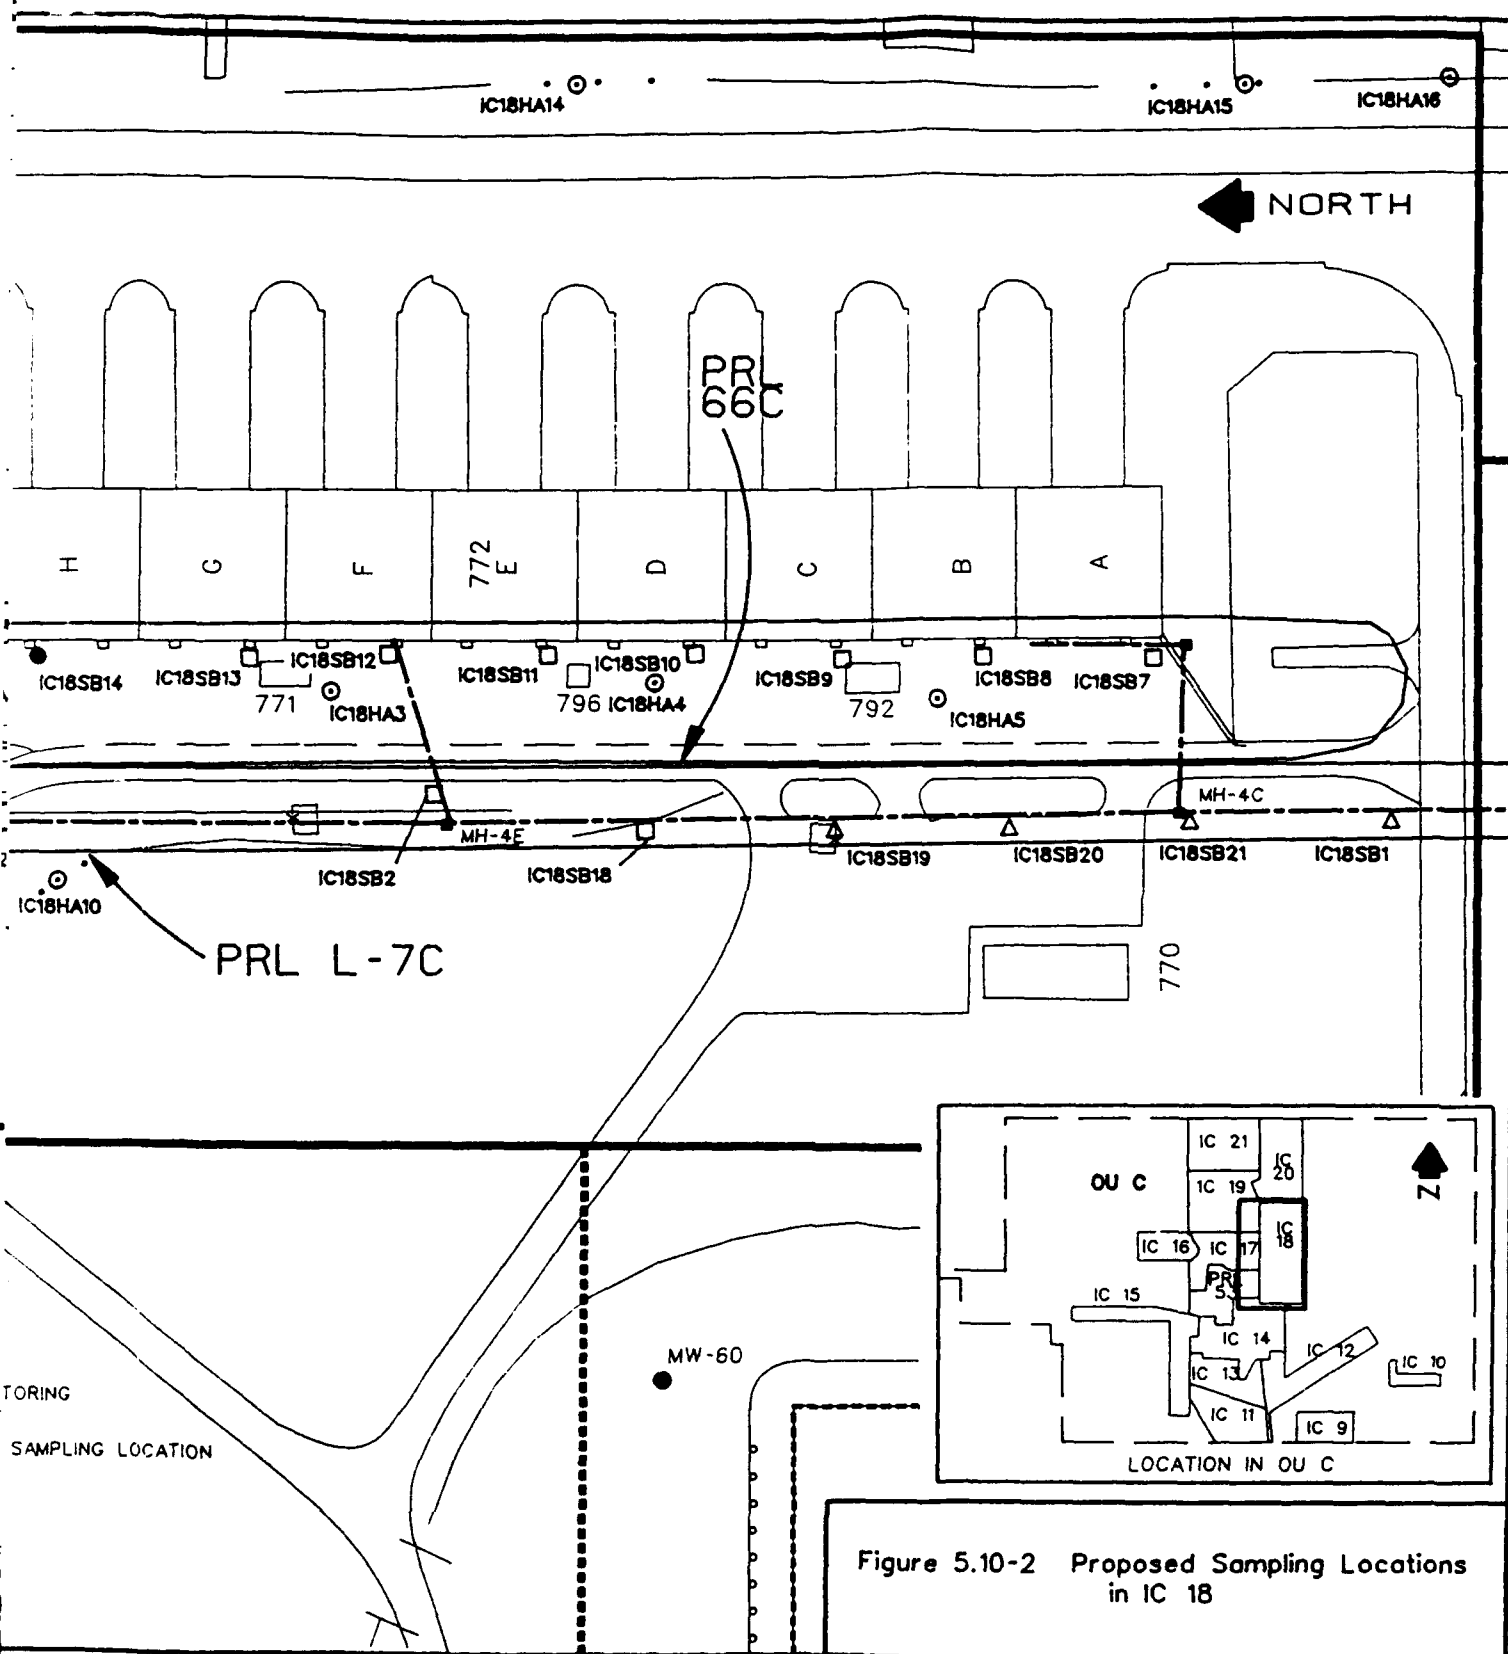 IC18HA14
IC18HA15
IC18HA16
NORTH
PRL
66C
H
G
F
772
E
D
C
B
A
IC18SB14
IC18SB13
IC18SB12
IC18SB11
IC18SB10
IC18SB9
IC18SB8
IC18SB7
771
IC18HA3
796
IC18HA4
792
IC18HA5
MH-4C
MH-4E
IC18SB2
IC18SB18
IC18SB19
IC18SB20
IC18SB21
IC18SB1
2
IC18HA10
PRL L-7C
770
IC 21
IC
20
OU C
IC 19
N
IC
18
IC 16
IC 17
PRL
53
IC 15
IC 14
IC 12
IC 10
IC 13
IC 11
IC 9
LOCATION IN OU C
MW-60
TORING
SAMPLING LOCATION
Figure 5.10-2 Proposed Sampling Locations
in IC 18